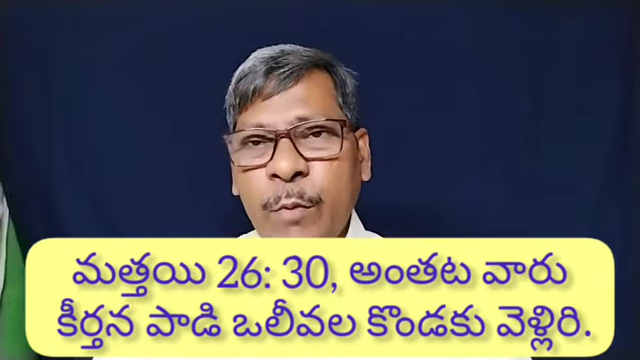 మత్తయి 26: 30, అంతట వారు
కీర్తన పాడి ఒలీవల కొండకు వెళ్లిరి.